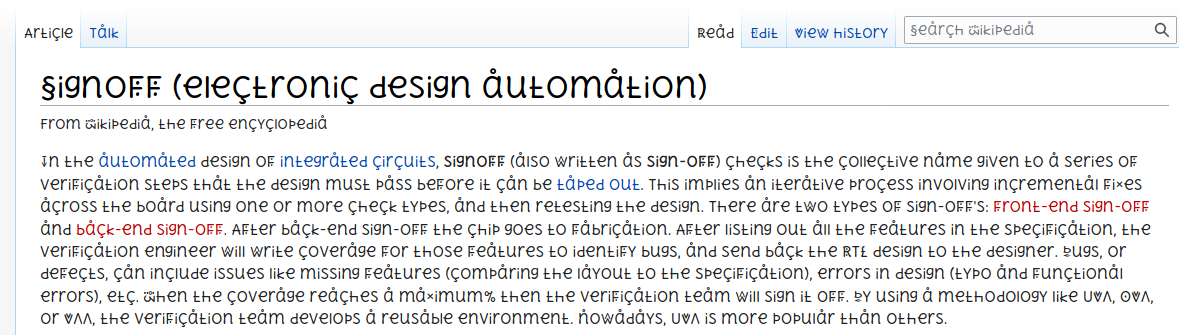 Article Talk Read Edit View history Search Wikipedia
Signoff (electronic design automation)
From Wikipedia, the free encyclopedia
In the automated design of integrated circuits, signoff (also written as sign-off) checks is the collective name given to a series of
verification steps that the design must pass before it can be taped out. This implies an iterative process involving incremental fixes
across the board using one or more check types, and then retesting the design. There are two types of sign-off's: front-end sign-off
and back-end sign-off. After back-end sign-off the chip goes to fabrication. After listing out all the features in the specification, the
verification engineer will write coverage for those features to identify bugs, and send back the RTL design to the designer. Bugs, or
defects, can include issues like missing features (comparing the layout to the specification), errors in design (typo and functional
errors), etc. When the coverage reaches a maximum% then the verification team will sign it off. By using a methodology like UVM, OVM,
or VMM, the verification team develops a reusable environment. Nowadays, UVM is more popular than others.